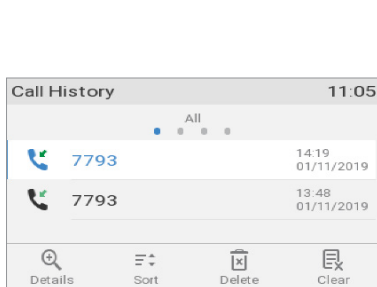 Call History 11:05
All
7793 14:19
01/11/2019
7793 13:48
01/11/2019
Details Sort Delete Clear